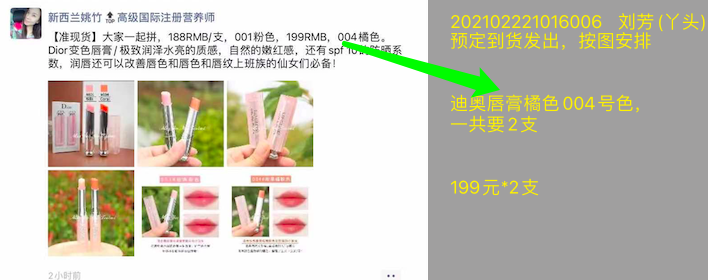 新西兰姚竹 高级国际注册营养师
【准现货】大家一起拼，188RMB/支，001粉色，199RMB，004橘色。
Dior变色唇膏/ 极致润泽水亮的质感，自然的嫩红感，还有spf 10的防晒系
数，润唇还可以改善唇色和唇色和唇纹上班族的仙女们必备！
Dior
2小时前
202102221016006 刘芳(丫头)
预定到货发出，按图安排
迪奥唇膏橘色004号色，
一共要2支
199元*2支